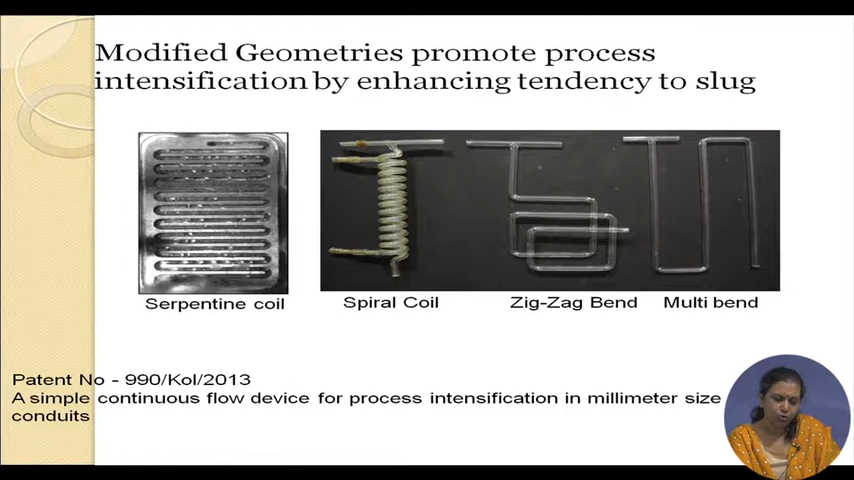 Modified Geometries promote process
intensification by enhancing tendency to slug
Serpentine coil
Spiral Coil
Zig-Zag Bend
Multi bend
Patent No - 990/Kol/2013
A simple continuous flow device for process intensification in millimeter size
conduits